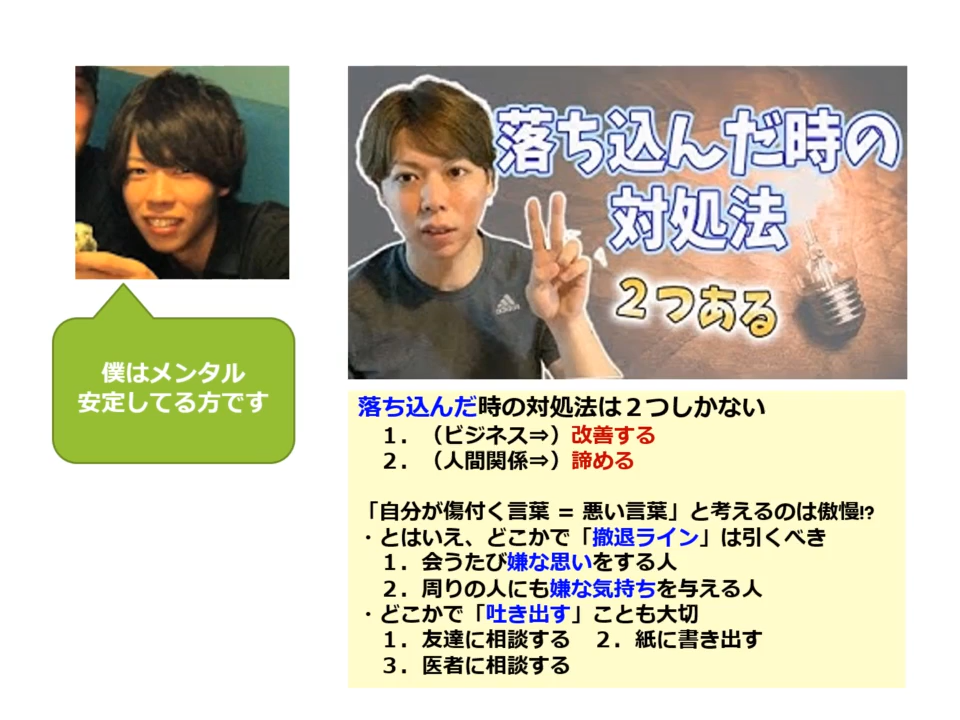 落ち込んだ時の
対処法
２つある
adidas
僕はメンタル
安定してる方です
落ち込んだ時の対処法は２つしかない
１．（ビジネス⇒）改善する
２．（人間関係⇒）諦める
「自分が傷付く言葉 = 悪い言葉」と考えるのは傲慢!?
・とはいえ、どこかで「撤退ライン」は引くべき
１．会うたび嫌な思いをする人
２．周りの人にも嫌な気持ちを与える人
・どこかで「吐き出す」ことも大切
１．友達に相談する　２．紙に書き出す
３．医者に相談する